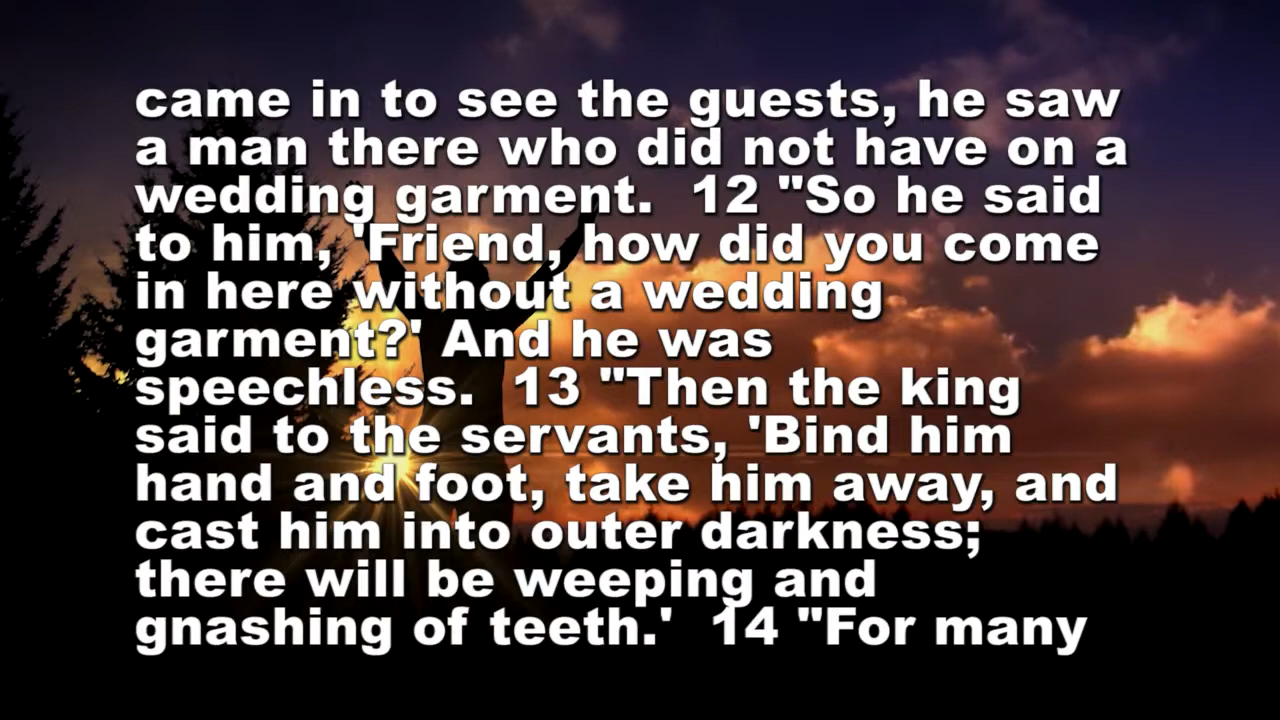 came in to see the guests, he saw
a man there who did not have on a
wedding garment.  12 "So he said
to him, 'Friend, how did you come
in here without a wedding
garment?' And he was
speechless.  13 "Then the king
said to the servants, 'Bind him
hand and foot, take him away, and
cast him into outer darkness;
there will be weeping and
gnashing of teeth.'  14 "For many